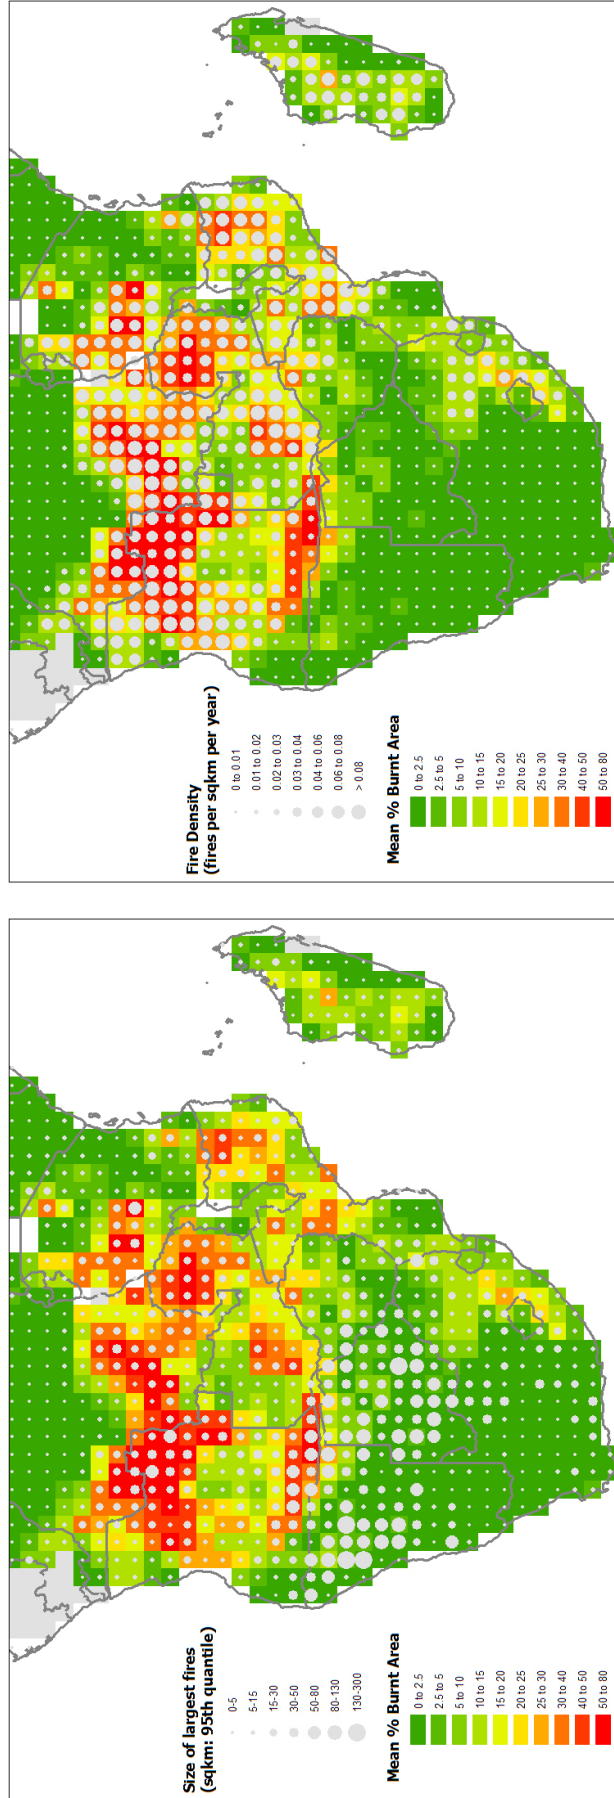 Fire Density
(fires per sqkm per year)
0 to 0.01
0.01 to 0.02
0.02 to 0.03
0.03 to 0.04
0.04 to 0.06
0.06 to 0.08
> 0.08
Mean % Burnt Area
0 to 2.5
2.5 to 5
5 to 10
10 to 15
15 to 20
20 to 25
25 to 30
30 to 40
40 to 50
50 to 80
Size of largest fires
(sqkm: 95th quantile)
0-5
5-15
15-30
30-50
50-80
80-130
130-300
Mean % Burnt Area
0 to 2.5
2.5 to 5
5 to 10
10 to 15
15 to 20
20 to 25
25 to 30
30 to 40
40 to 50
50 to 80